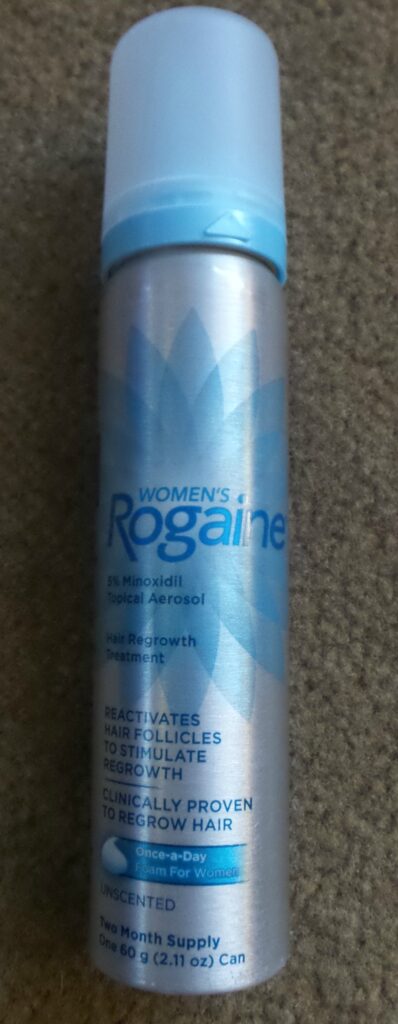 WOMEN'S
Rogaine
5% Minoxidil
Topical Aerosol
Hair Regrowth
Treatment
REACTIVATES
HAIR FOLLICLES
TO STIMULATE
REGROWTH
CLINICALLY PROVEN
TO REGROW HAIR
Once-a-Day
Foam For Women
UNSCENTED
Two Month Supply
One 60 g (2.11 oz) Can